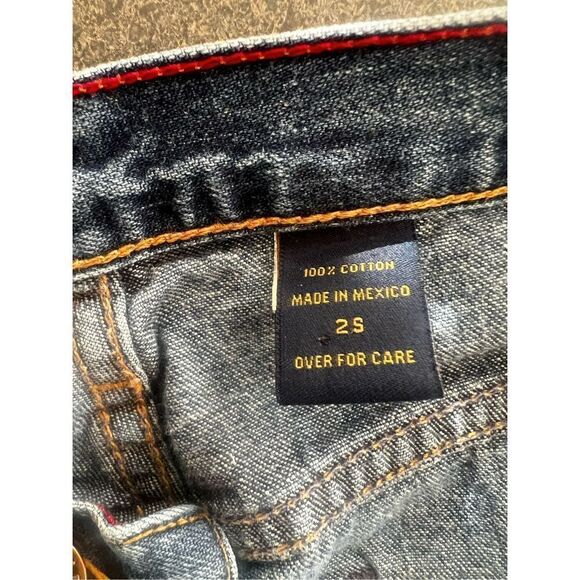 100% COTTON
MADE IN MEXICO
2S
OVER FOR CARE